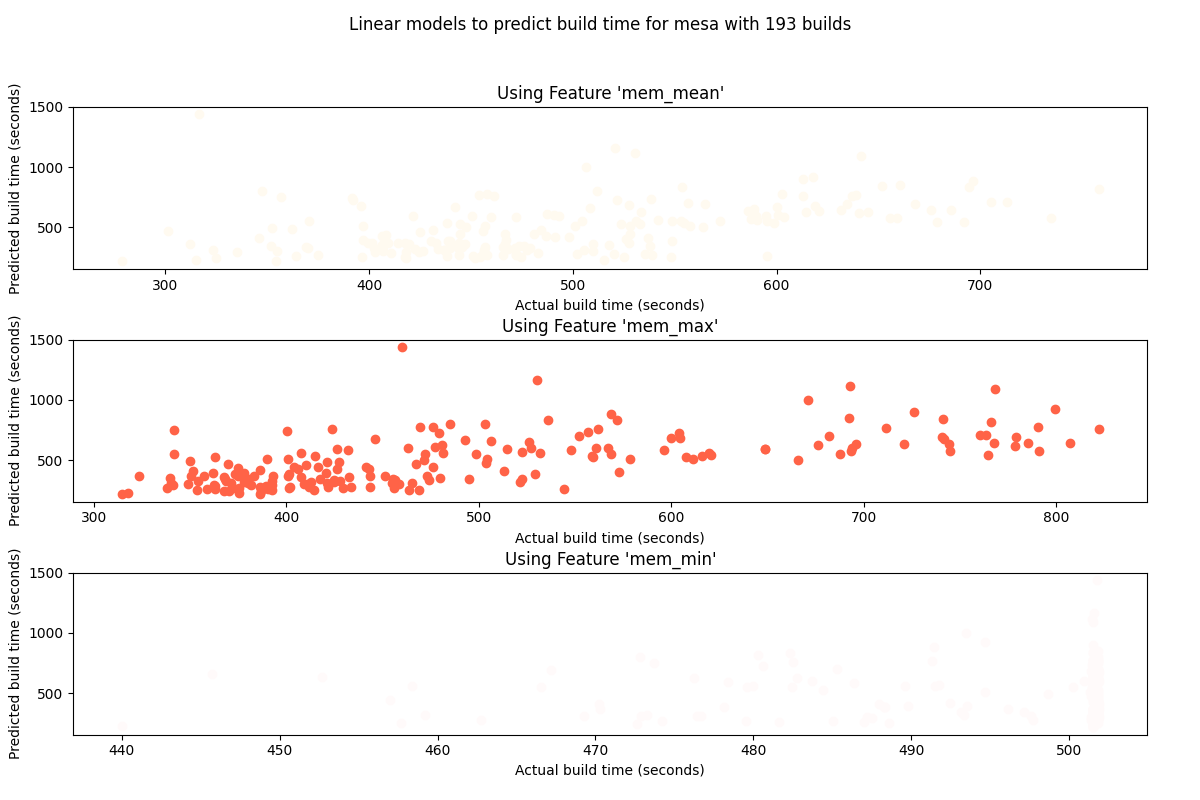 Linear models to predict build time for mesa with 193 builds
Using Feature 'mem_mean'
Predicted build time (seconds)
1500
1000
500
300 400 500 600 700
Actual build time (seconds)
Using Feature 'mem_max'
Predicted build time (seconds)
1500
1000
500
300 400 500 600 700 800
Actual build time (seconds)
Using Feature 'mem_min'
Predicted build time (seconds)
1500
1000
500
440 450 460 470 480 490 500
Actual build time (seconds)